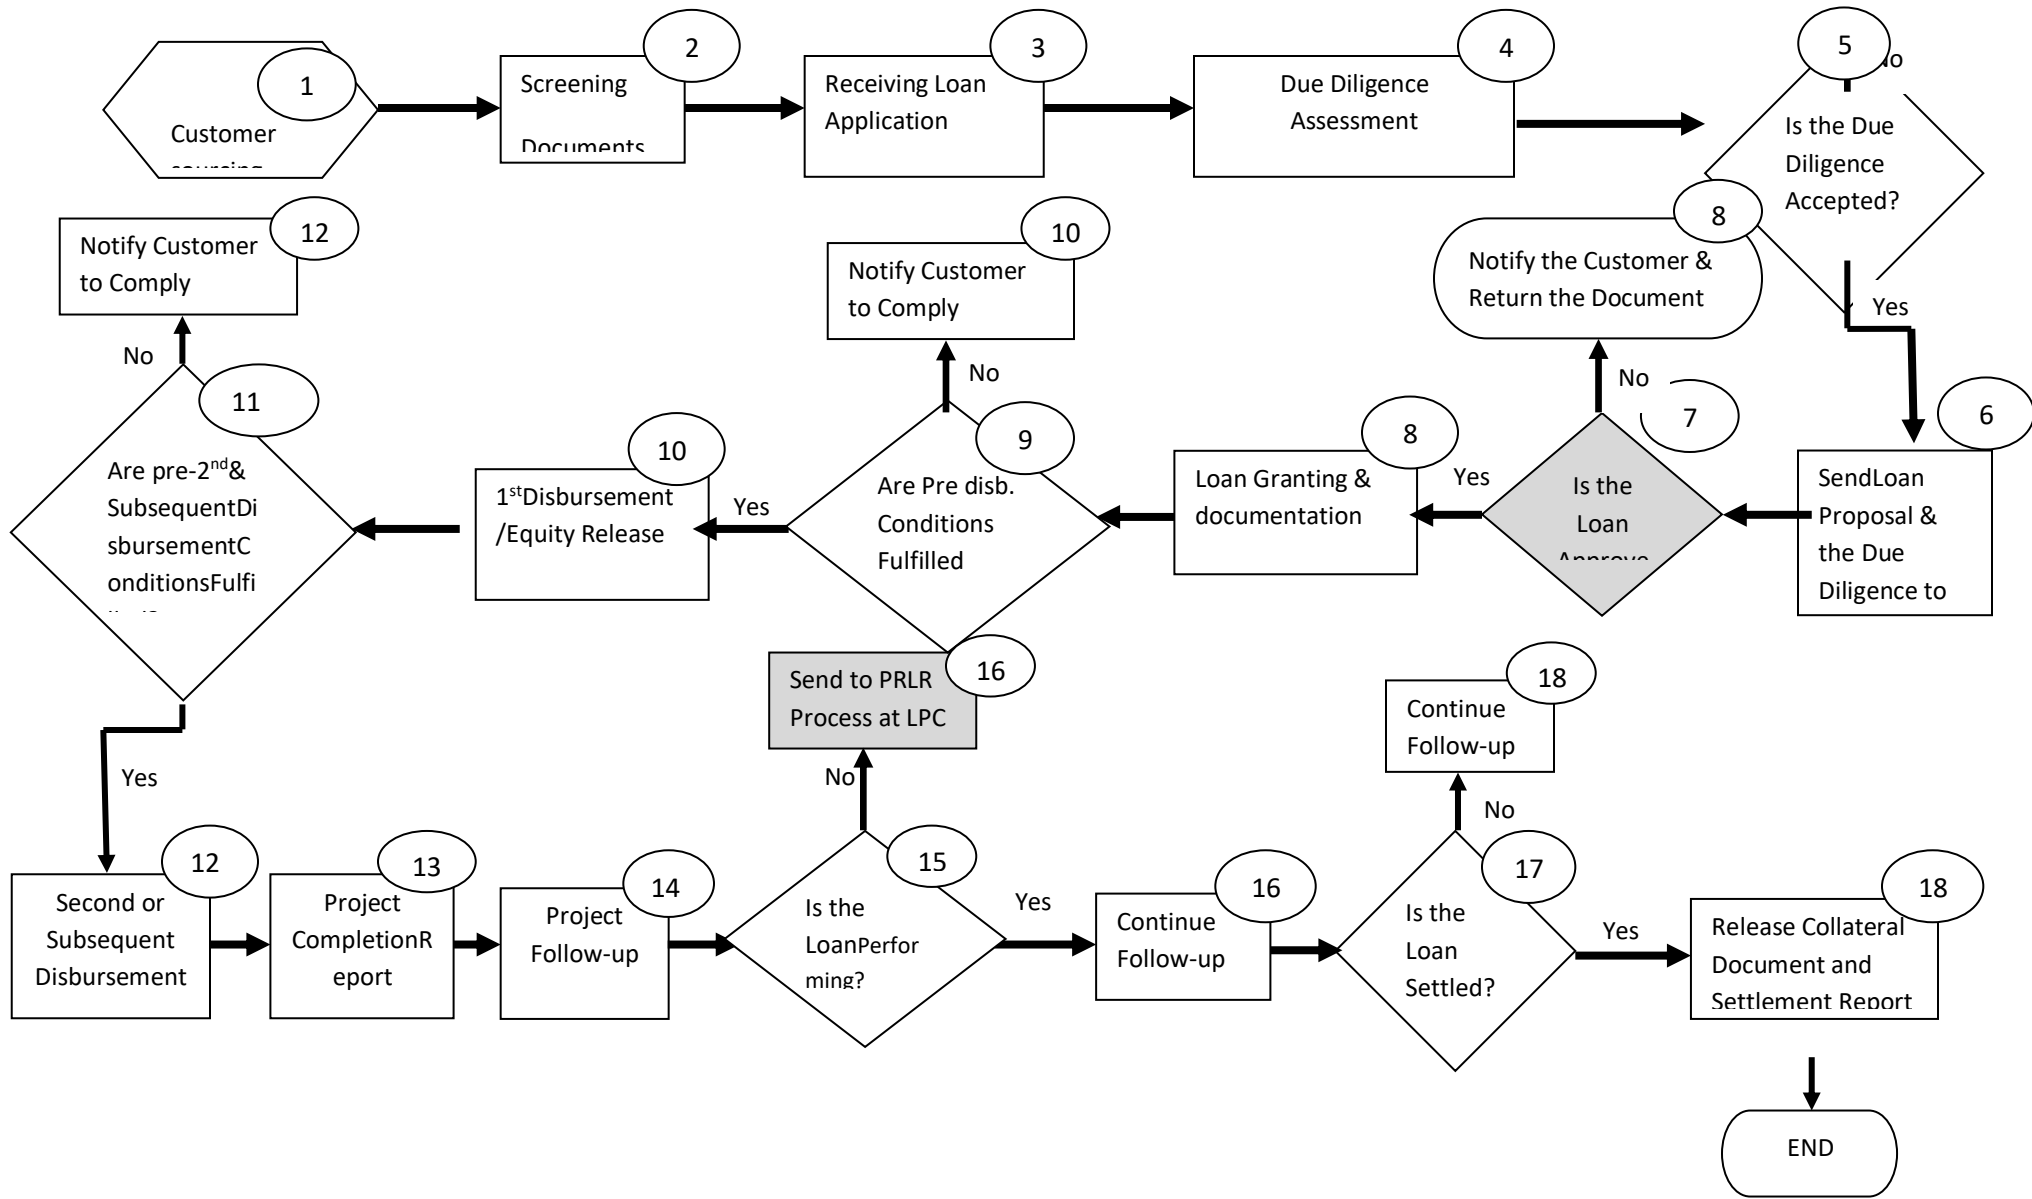 1
Customer
sourcing
2
Screening
Documents
3
Receiving Loan
Application
4
Due Diligence
Assessment
5
No
Is the Due
Diligence
Accepted?
Yes
8
Notify the Customer &
Return the Document
12
Notify Customer
to Comply
No
10
Notify Customer
to Comply
No
No
7
6
SendLoan
Proposal &
the Due
Diligence to
Is the
Loan
Approve
Yes
8
Loan Granting &
documentation
9
Are Pre disb.
Conditions
Fulfilled
Yes
10
1stDisbursement
/Equity Release
11
Are pre-2nd&
SubsequentDi
sbursementC
onditionsFulfi
Yes
16
Send to PRLR
Process at LPC
No
18
Continue
Follow-up
No
12
Second or
Subsequent
Disbursement
13
Project
CompletionR
eport
14
Project
Follow-up
15
Is the
LoanPerfor
ming?
Yes
16
Continue
Follow-up
17
Is the
Loan
Settled?
Yes
18
Release Collateral
Document and
Settlement Report
END